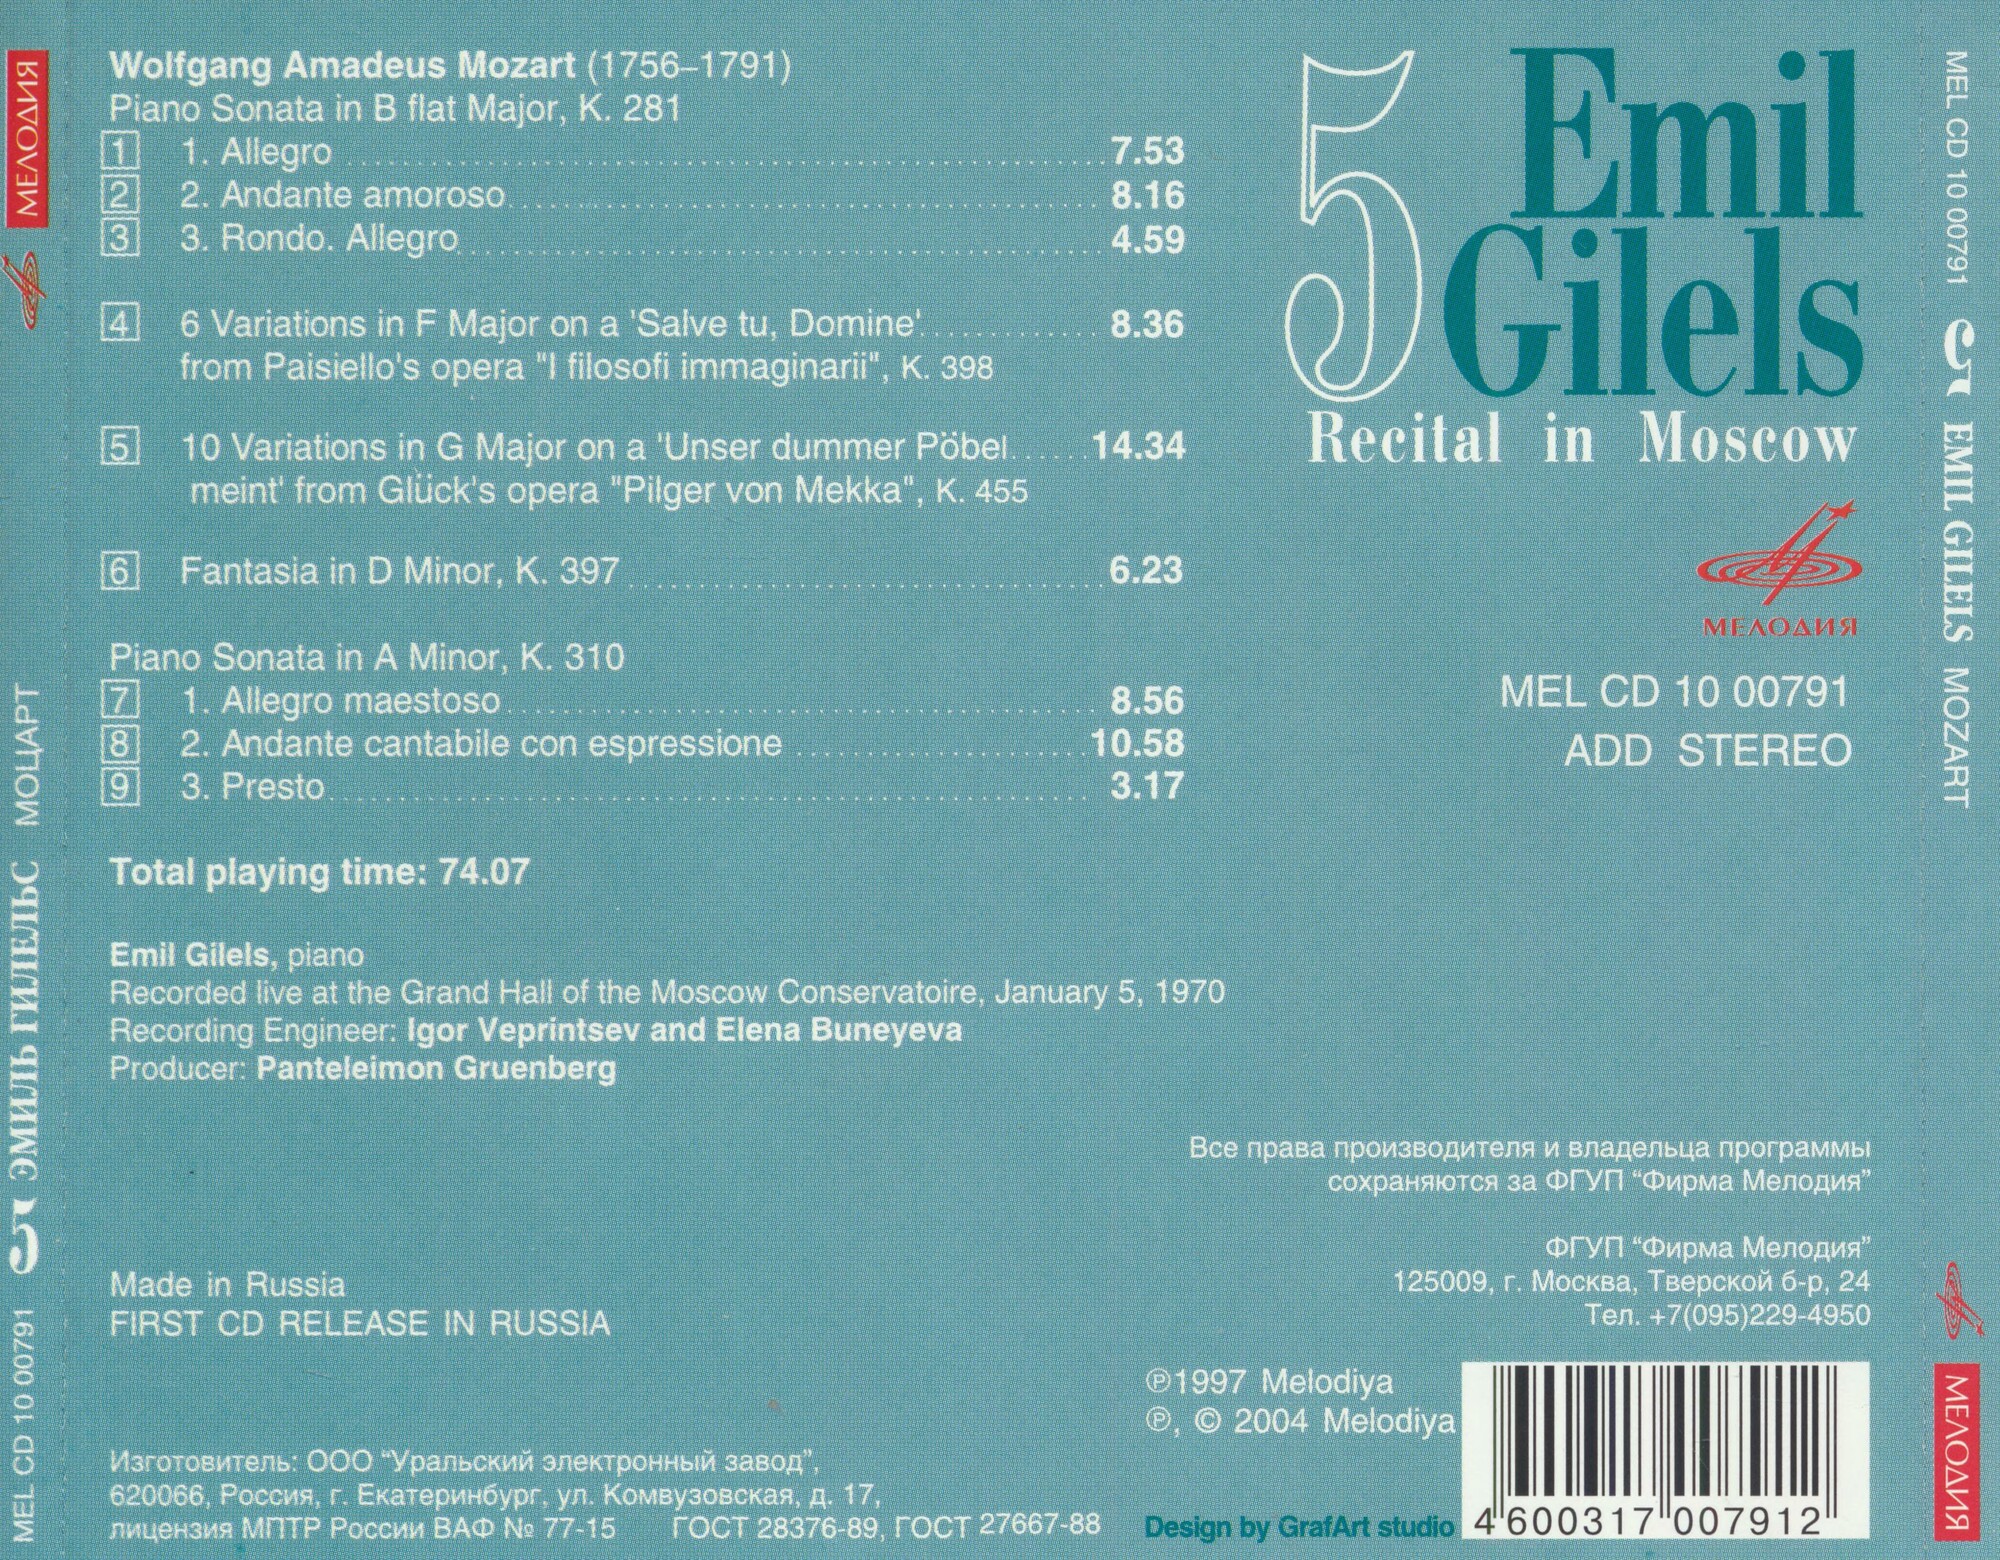 Wolfgang Amadeus Mozart (1756–1791)
Piano Sonata in B flat Major, K. 281
1 1. Allegro 7.53
2 2. Andante amoroso 8.16
3 3. Rondo. Allegro 4.59
4 6 Variations in F Major on a 'Salve tu, Domine' 8.36
from Paisiello's opera "I filosofi immaginarii", K. 398
5 10 Variations in G Major on a 'Unser dummer Pöbel 14.34
meint' from Glück's opera "Pilger von Mekka", K. 455
6 Fantasia in D Minor, K. 397 6.23
Piano Sonata in A Minor, K. 310
7 1. Allegro maestoso 8.56
8 2. Andante cantabile con espressione 10.58
9 3. Presto 3.17
Total playing time: 74.07
Emil Gilels, piano
Recorded live at the Grand Hall of the Moscow Conservatoire, January 5, 1970
Recording Engineer: Igor Veprintsev and Elena Buneyeva
Producer: Panteleimon Gruenberg
Made in Russia
FIRST CD RELEASE IN RUSSIA
Изготовитель: ООО “Уральский электронный завод”,
620066, Россия, г. Екатеринбург, ул. Комвузовская, д. 17,
лицензия МПТР России ВАФ № 77-15 ГОСТ 28376-89, ГОСТ 27667-88
5 Emil
Gilels
Recital in Moscow
МЕЛОДИЯ
MEL CD 10 00791
ADD STEREO
Все права производителя и владельца программы
сохраняются за ФГУП “Фирма Мелодия”
ФГУП “Фирма Мелодия”
125009, г. Москва, Тверской б-р, 24
Тел. +7(095)229-4950
℗1997 Melodiya
℗, © 2004 Melodiya
Design by GrafArt studio
4 600317 007912
MEL CD 10 00791 5 ЭМИЛЬ ГИЛЕЛЬС МОЦАРТ МЕЛОДИЯ
MEL CD 10 00791 5 EMIL GILELS MOZART МЕЛОДИЯ